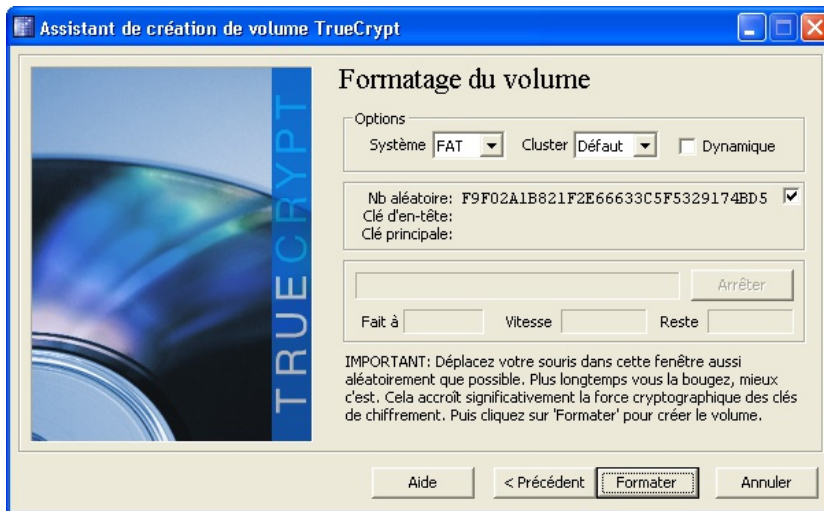 Assistant de création de volume TrueCrypt
TRUECRYPT
Formatage du volume
Options
Système FAT Cluster Défaut Dynamique
Nb aléatoire: F9F02A1B821F2E66633C5F5329174BD5
Clé d'en-tête:
Clé principale:
Arrêter
Fait à Vitesse Reste
IMPORTANT: Déplacez votre souris dans cette fenêtre aussi
aléatoirement que possible. Plus longtemps vous la bougez, mieux
c'est. Cela accroît significativement la force cryptographique des clés
de chiffrement. Puis cliquez sur 'Formater' pour créer le volume.
Aide < Précédent Formater Annuler